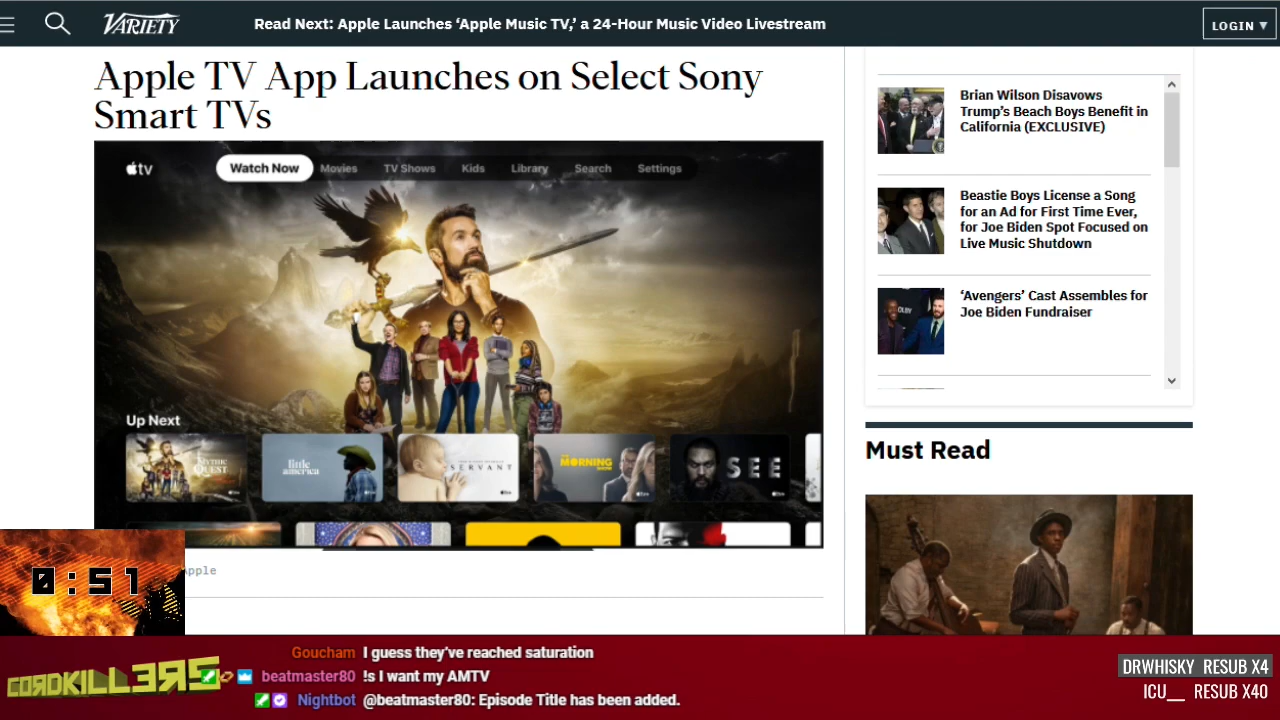 VARIETY
Read Next: Apple Launches ‘Apple Music TV,’ a 24-Hour Music Video Livestream
LOGIN ▼
Apple TV App Launches on Select Sony
Smart TVs
tv
Watch Now
Movies
TV Shows
Kids
Library
Search
Settings
Up Next
MYTHIC
QUEST
little
america
SERVANT
THE
MORNING
SHOW
SEE
Apple
Brian Wilson Disavows
Trump’s Beach Boys Benefit in
California (EXCLUSIVE)
Beastie Boys License a Song
for an Ad for First Time Ever,
for Joe Biden Spot Focused on
Live Music Shutdown
‘Avengers’ Cast Assembles for
Joe Biden Fundraiser
Must Read
0:51
CORDKILL3RS
Goucham I guess they’ve reached saturation
beatmaster80 !s I want my AMTV
Nightbot @beatmaster80: Episode Title has been added.
DRWHISKY RESUB X4
ICU__ RESUB X40